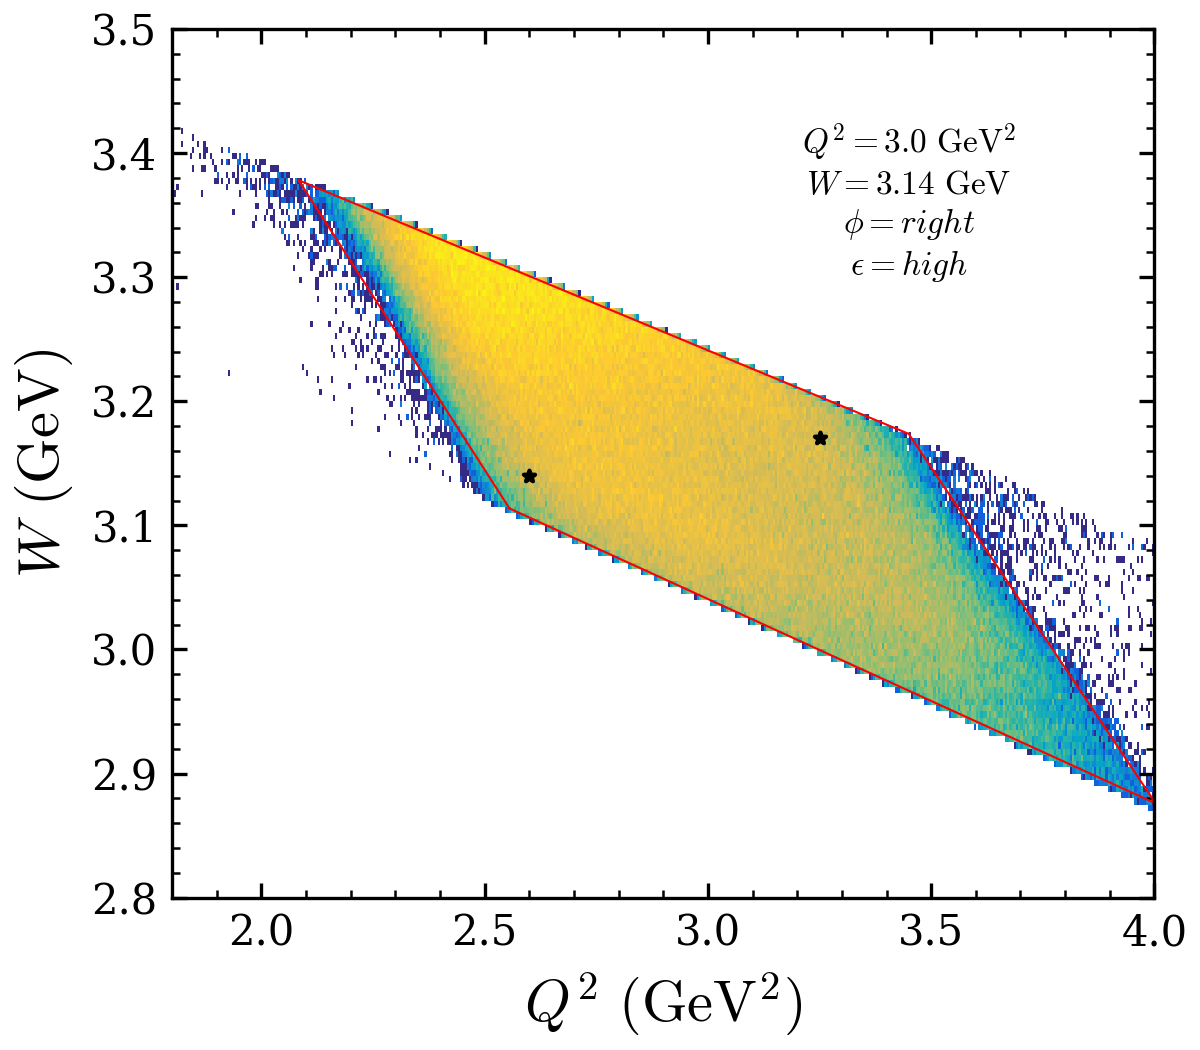 3.5
3.4
3.3
3.2
3.1
3.0
2.9
2.8
W (GeV)
Q² = 3.0 GeV²
W = 3.14 GeV
ϕ = right
ϵ = high
2.0 2.5 3.0 3.5 4.0
Q² (GeV²)